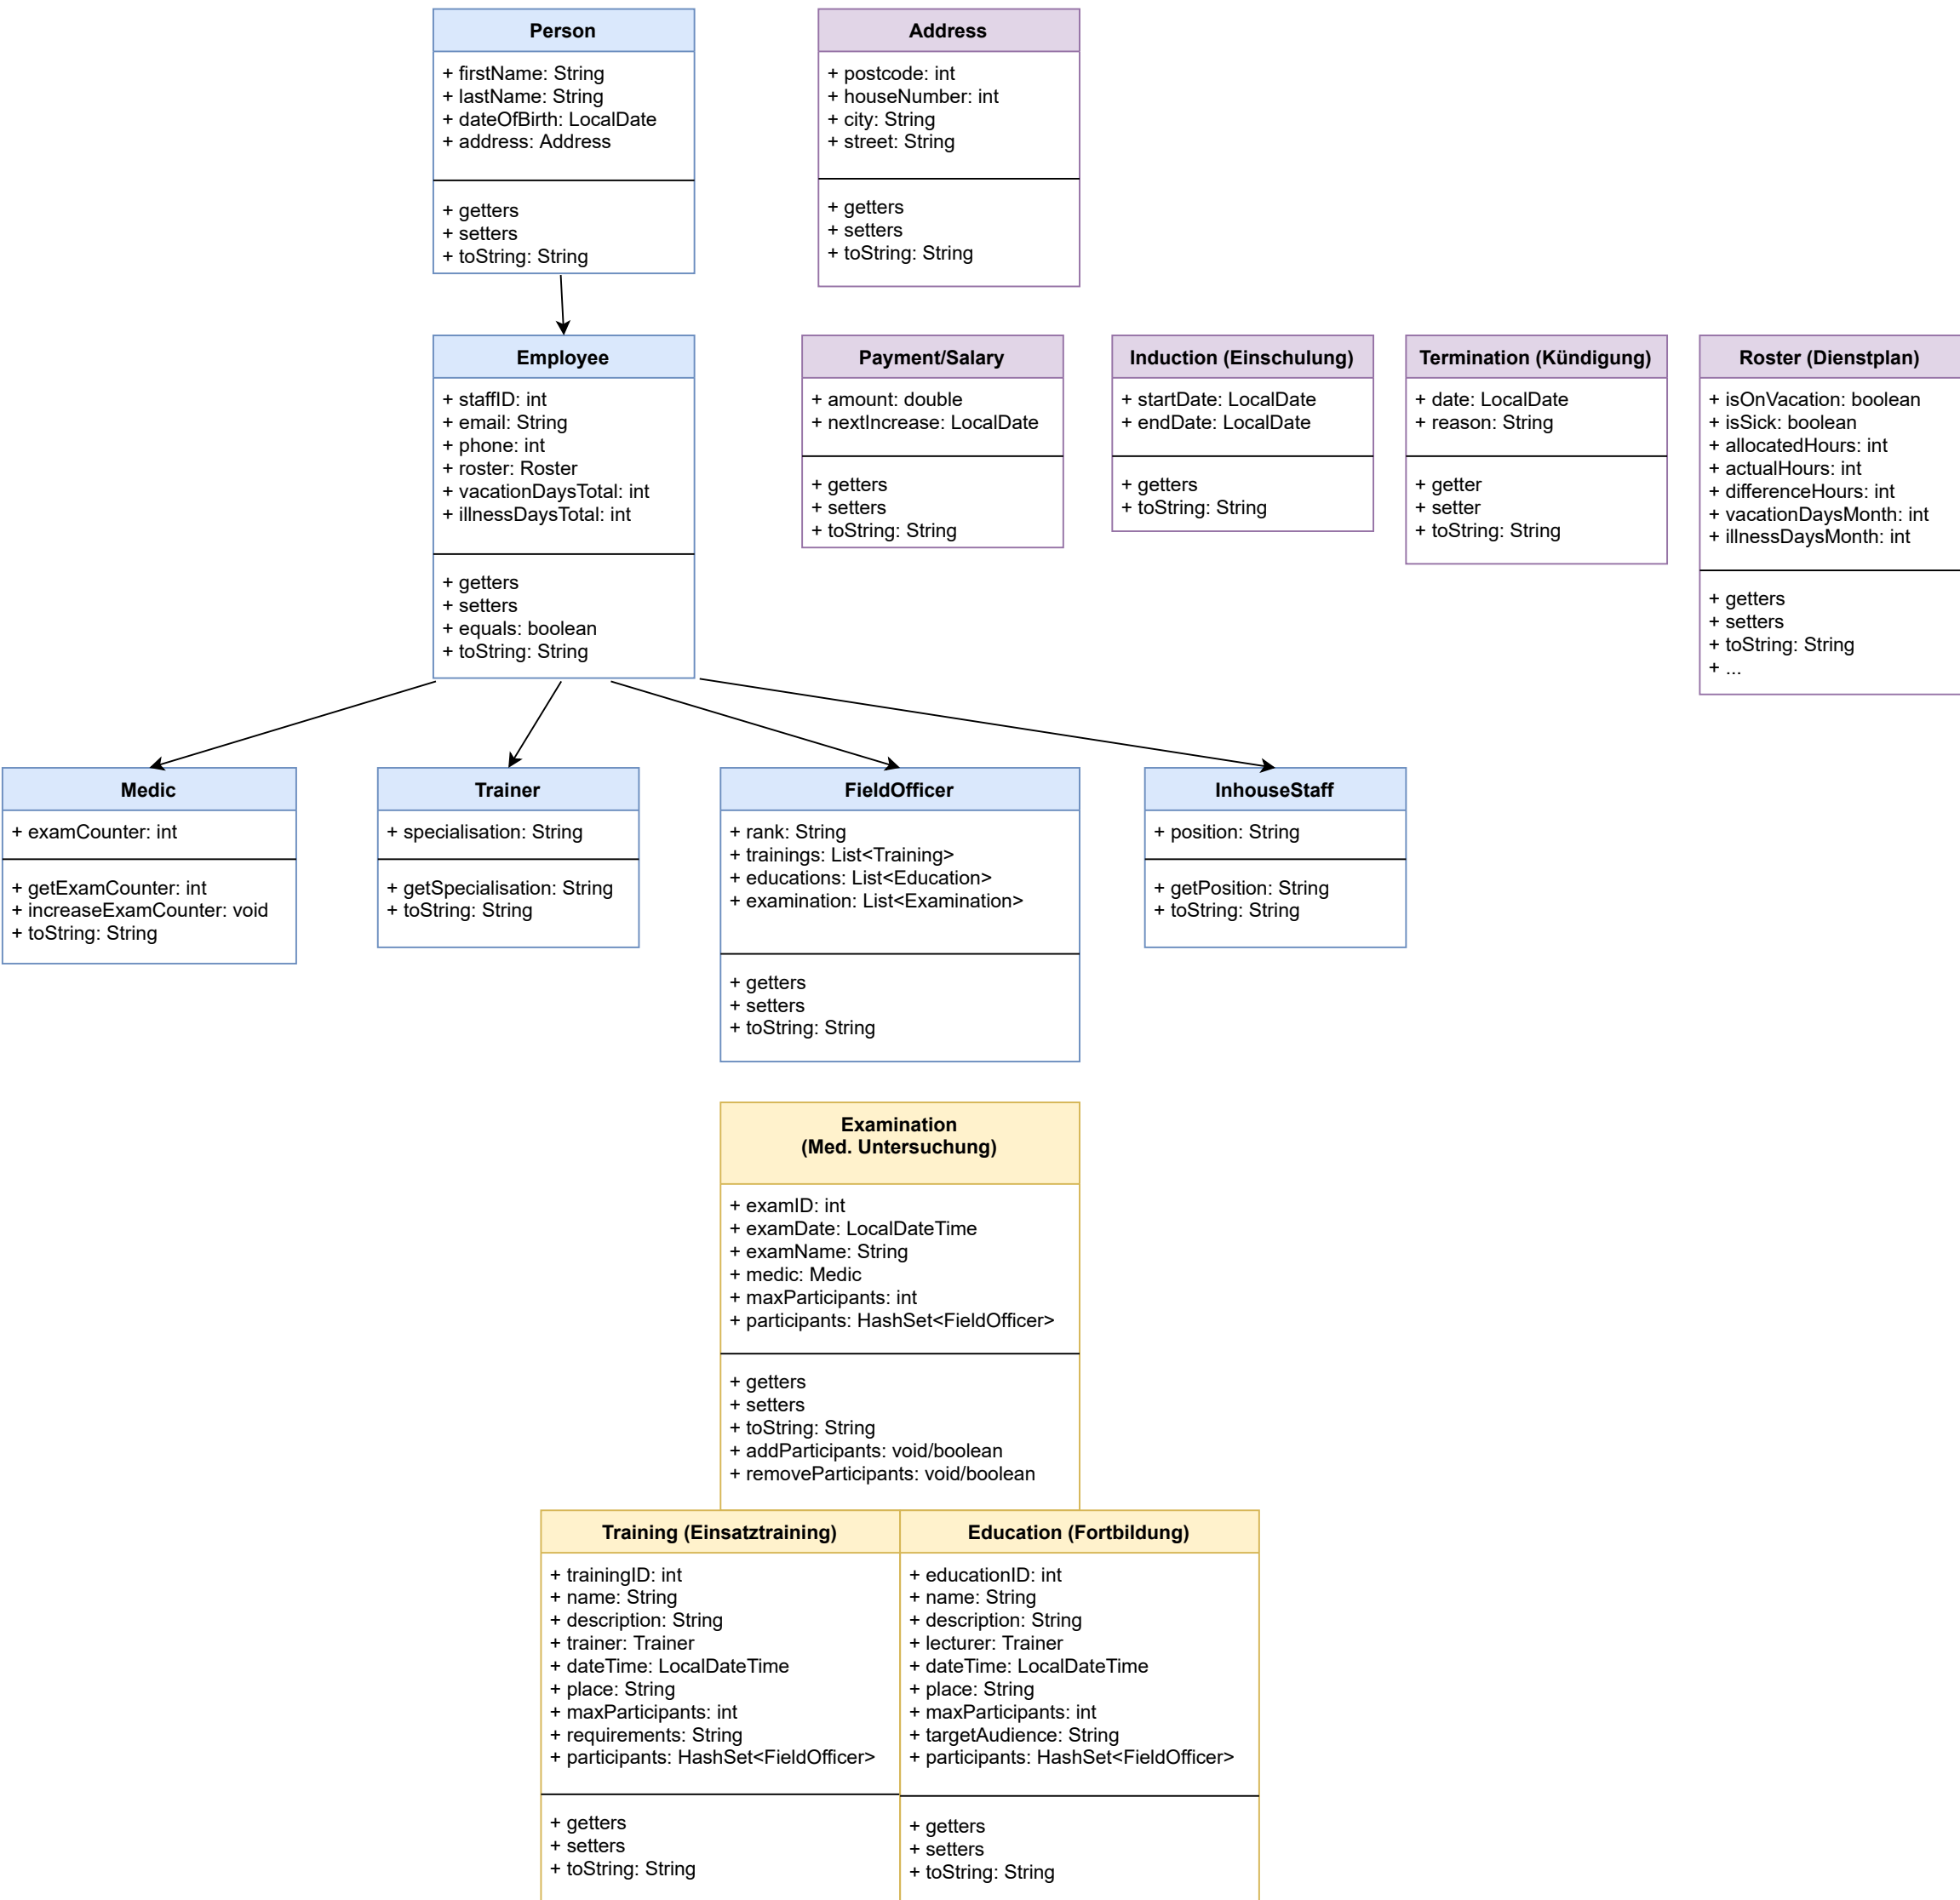 Person
+ firstName: String
+ lastName: String
+ dateOfBirth: LocalDate
+ address: Address
+ getters
+ setters
+ toString: String
Address
+ postcode: int
+ houseNumber: int
+ city: String
+ street: String
+ getters
+ setters
+ toString: String
Employee
+ staffID: int
+ email: String
+ phone: int
+ roster: Roster
+ vacationDaysTotal: int
+ illnessDaysTotal: int
+ getters
+ setters
+ equals: boolean
+ toString: String
Payment/Salary
+ amount: double
+ nextIncrease: LocalDate
+ getters
+ setters
+ toString: String
Induction (Einschulung)
+ startDate: LocalDate
+ endDate: LocalDate
+ getters
+ toString: String
Termination (Kündigung)
+ date: LocalDate
+ reason: String
+ getter
+ setter
+ toString: String
Roster (Dienstplan)
+ isOnVacation: boolean
+ isSick: boolean
+ allocatedHours: int
+ actualHours: int
+ differenceHours: int
+ vacationDaysMonth: int
+ illnessDaysMonth: int
+ getters
+ setters
+ toString: String
+ ...
Medic
+ examCounter: int
+ getExamCounter: int
+ increaseExamCounter: void
+ toString: String
Trainer
+ specialisation: String
+ getSpecialisation: String
+ toString: String
FieldOfficer
+ rank: String
+ trainings: List<Training>
+ educations: List<Education>
+ examination: List<Examination>
+ getters
+ setters
+ toString: String
InhouseStaff
+ position: String
+ getPosition: String
+ toString: String
Examination
(Med. Untersuchung)
+ examID: int
+ examDate: LocalDateTime
+ examName: String
+ medic: Medic
+ maxParticipants: int
+ participants: HashSet<FieldOfficer>
+ getters
+ setters
+ toString: String
+ addParticipants: void/boolean
+ removeParticipants: void/boolean
Training (Einsatztraining)
+ trainingID: int
+ name: String
+ description: String
+ trainer: Trainer
+ dateTime: LocalDateTime
+ place: String
+ maxParticipants: int
+ requirements: String
+ participants: HashSet<FieldOfficer>
+ getters
+ setters
+ toString: String
Education (Fortbildung)
+ educationID: int
+ name: String
+ description: String
+ lecturer: Trainer
+ dateTime: LocalDateTime
+ place: String
+ maxParticipants: int
+ targetAudience: String
+ participants: HashSet<FieldOfficer>
+ getters
+ setters
+ toString: String